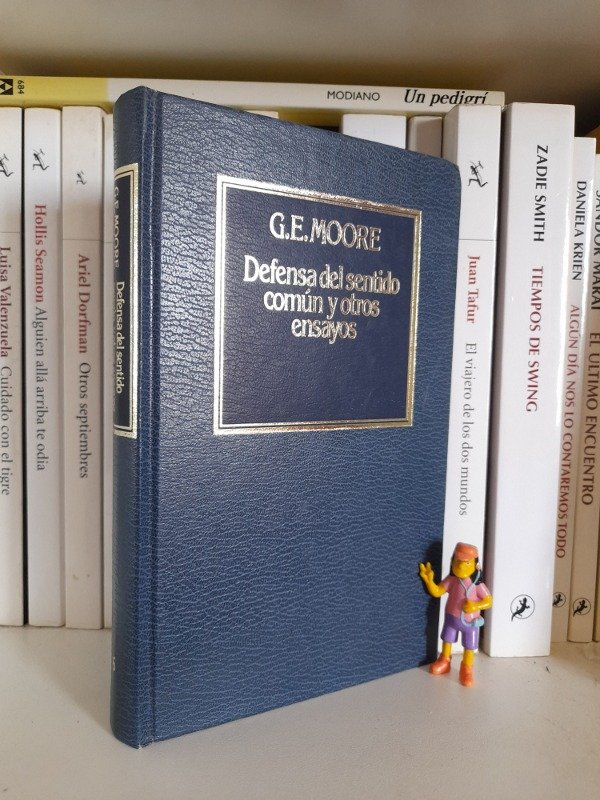 684
MODIANO Un pedigrí
G.E.MOORE
Defensa del sentido
común y otros
ensayos
G.E. MOORE Defensa del sentido
5
Luisa Valenzuela Cuidado con el tigre
Hollis Seamon Alguien allá arriba te odia
Ariel Dorfman Otros septiembres
Juan Tafur El viajero de los dos mundos
ZADIE SMITH TIEMPOS DE SWING
DANIELA KRIEN ALGÚN DÍA NOS LO CONTAREMOS TODO
SÁNDOR MÁRAI EL ÚLTIMO ENCUENTRO